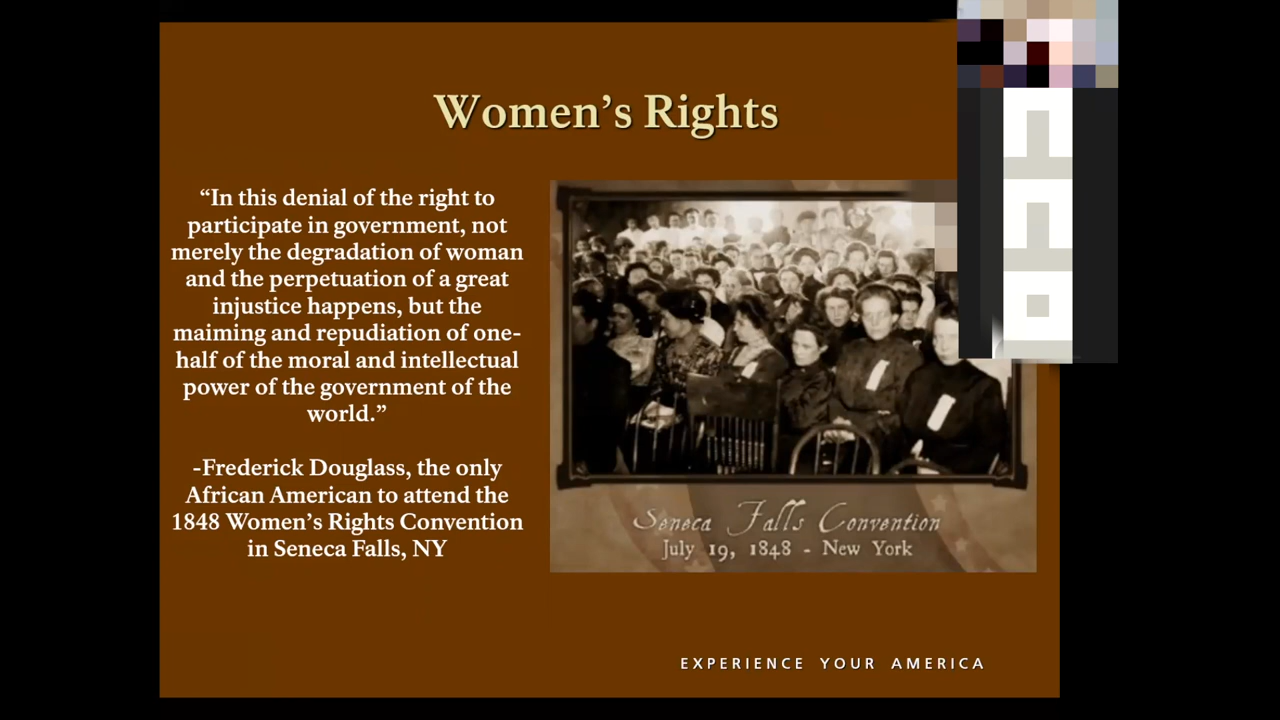 Women’s Rights
“In this denial of the right to
participate in government, not
merely the degradation of woman
and the perpetuation of a great
injustice happens, but the
maiming and repudiation of one-
half of the moral and intellectual
power of the government of the
world.”
-Frederick Douglass, the only
African American to attend the
1848 Women’s Rights Convention
in Seneca Falls, NY
Seneca Falls Convention
July 19, 1848 - New York
EXPERIENCE YOUR AMERICA